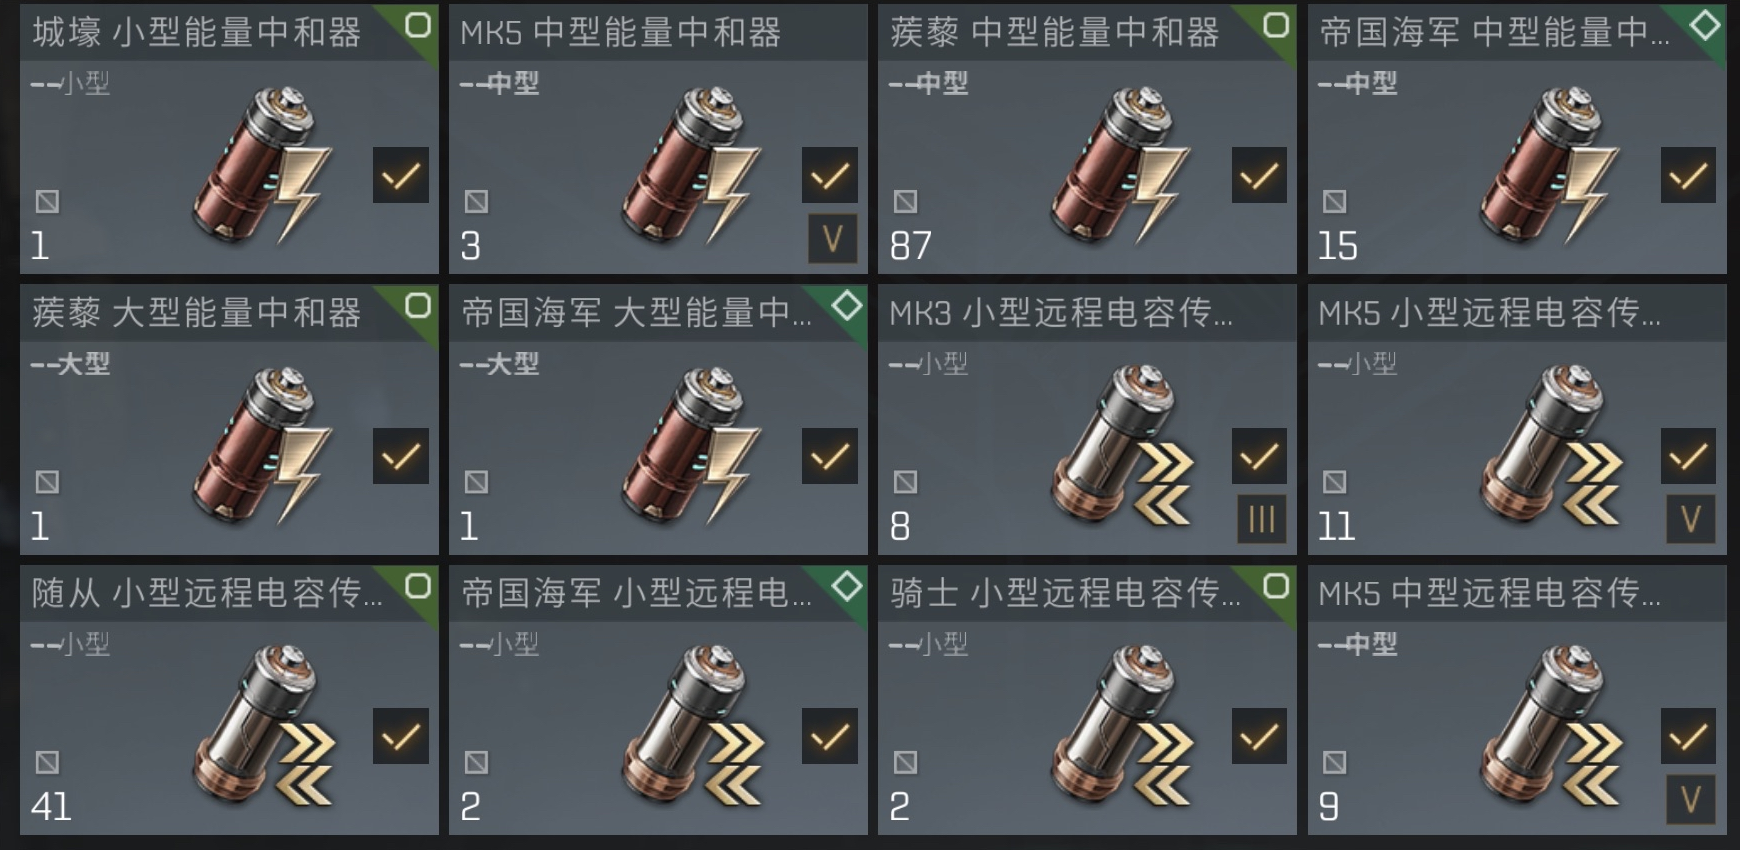 城壕 小型能量中和器
--小型
1
MK5 中型能量中和器
--中型
3
V
蒺藜 中型能量中和器
--中型
87
帝国海军 中型能量中...
--中型
15
蒺藜 大型能量中和器
--大型
1
帝国海军 大型能量中...
--大型
1
MK3 小型远程电容传...
--小型
8
III
MK5 小型远程电容传...
--小型
11
V
随从 小型远程电容传...
--小型
41
帝国海军 小型远程电...
--小型
2
骑士 小型远程电容传...
--小型
2
MK5 中型远程电容传...
--中型
9
V